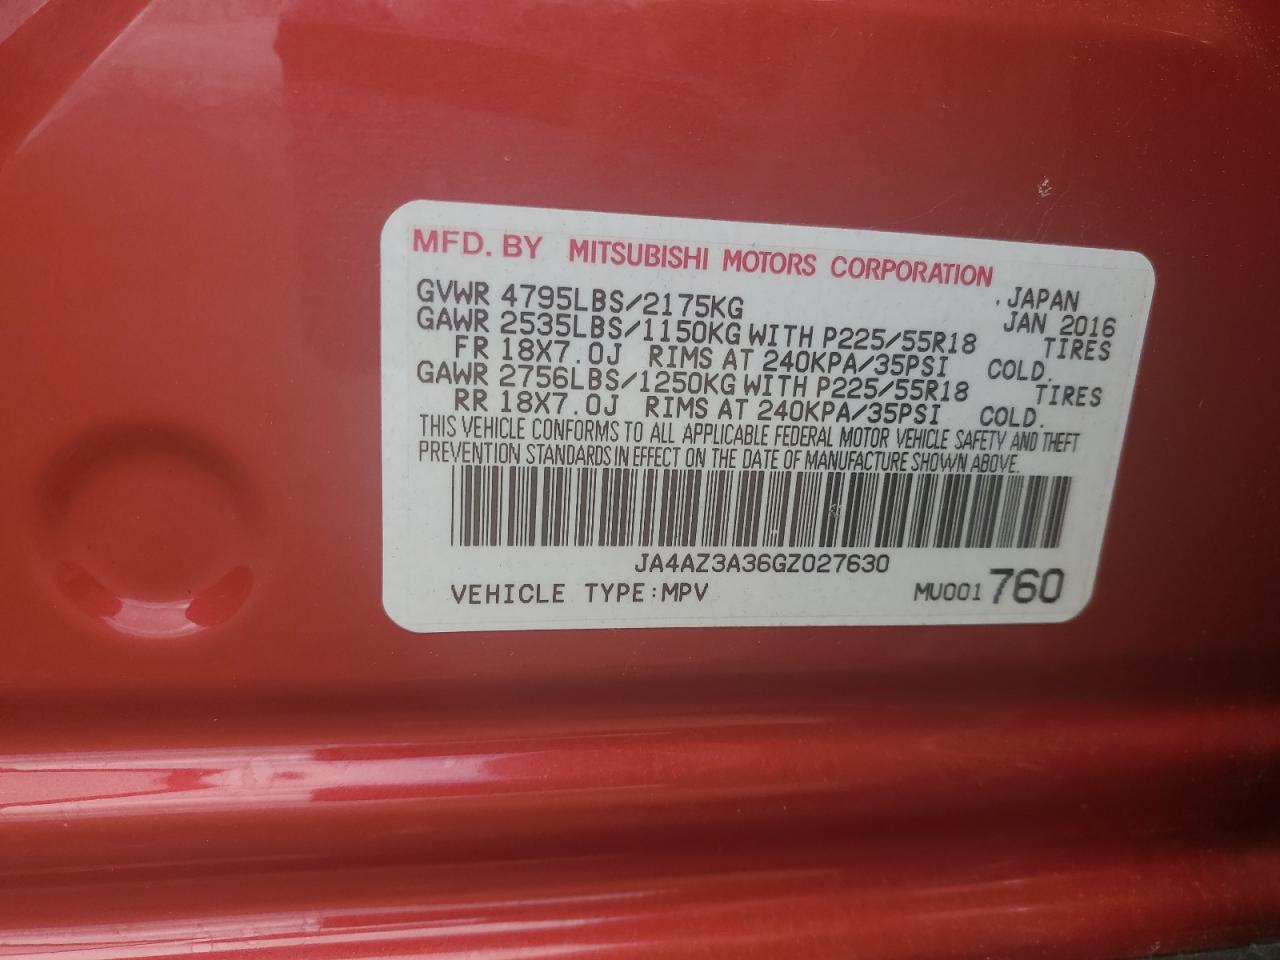 MFD. BY MITSUBISHI MOTORS CORPORATION
GVWR 4795LBS/2175KG . JAPAN
JAN 2016
GAWR 2535LBS/1150KG WITH P225/55R18 TIRES
FR 18X7.0J RIMS AT 240KPA/35PSI COLD.
GAWR 2756LBS/1250KG WITH P225/55R18 TIRES
RR 18X7.0J RIMS AT 240KPA/35PSI COLD.
THIS VEHICLE CONFORMS TO ALL APPLICABLE FEDERAL MOTOR VEHICLE SAFETY AND THEFT
PREVENTION STANDARDS IN EFFECT ON THE DATE OF MANUFACTURE SHOWN ABOVE.
JA4AZ3A36GZ027630
VEHICLE TYPE:MPV MU001760